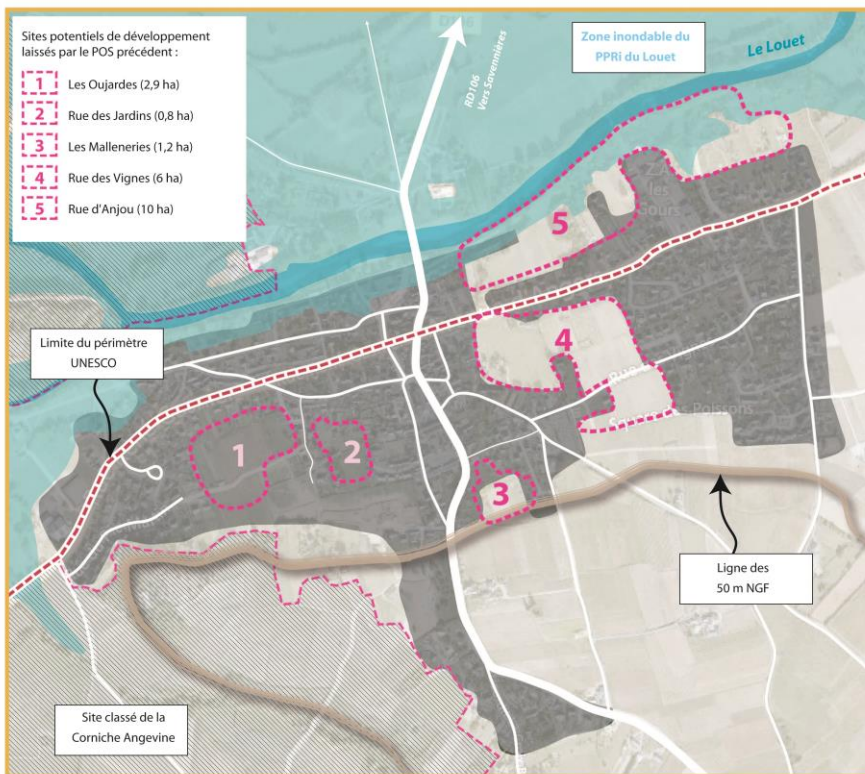 Sites potentiels de développement
laissés par le POS précédent :
1 Les Oujardes (2,9 ha)
2 Rue des Jardins (0,8 ha)
3 Les Malleneries (1,2 ha)
4 Rue des Vignes (6 ha)
5 Rue d'Anjou (10 ha)
RD106
Vers Savennières
Zone inondable du
PPRi du Louet
Le Louet
Z.A.
les
Gours
5
4
Limite du périmètre
UNESCO
1
2
3
Ligne des
50 m NGF
Site classé de la
Corniche Angevine